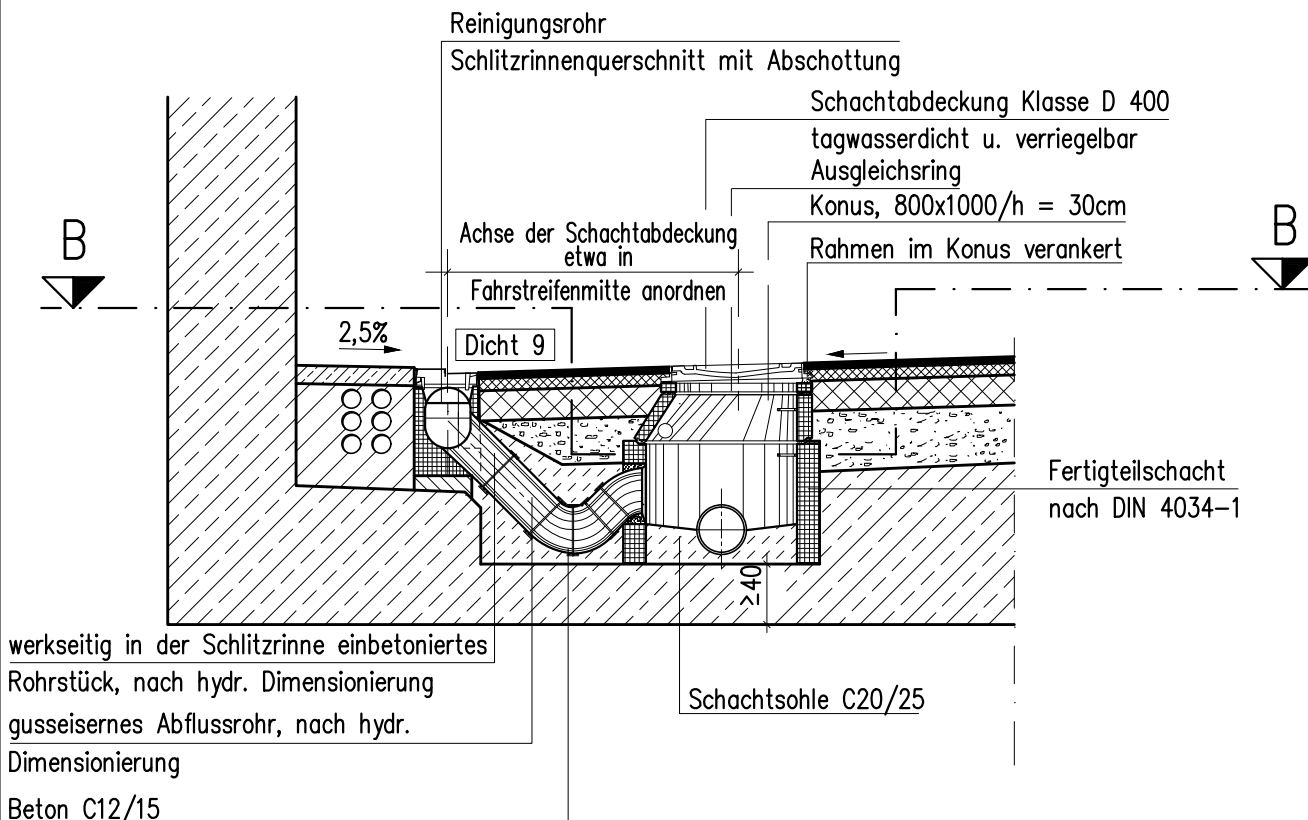 Reinigungsrohr
Schlitzrinnenquerschnitt mit Abschottung
Schachtabdeckung Klasse D 400
tagwasserdicht u. verriegelbar
Ausgleichsring
Konus, 800x1000/h = 30cm
Rahmen im Konus verankert
B
B
Achse der Schachtabdeckung
etwa in
Fahrstreifenmitte anordnen
2,5%
Dicht 9
Fertigteilschacht
nach DIN 4034-1
≥40
werkseitig in der Schlitzrinne einbetoniertes
Rohrstück, nach hydr. Dimensionierung
gusseisernes Abflussrohr, nach hydr.
Dimensionierung
Schachtsohle C20/25
Beton C12/15